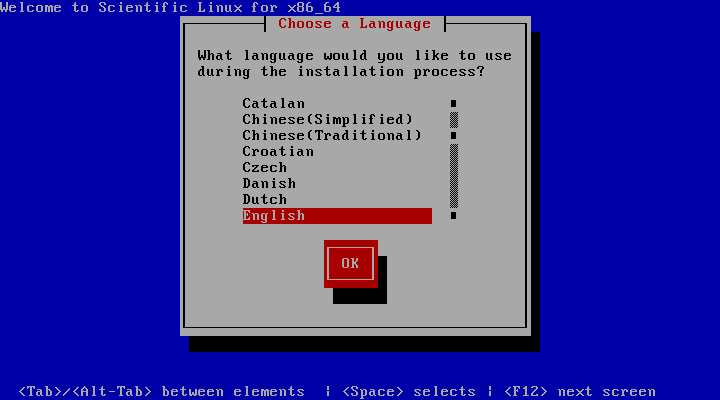 Welcome to Scientific Linux for x86_64
Choose a Language
What language would you like to use
during the installation process?
Catalan
Chinese(Simplified)
Chinese(Traditional)
Croatian
Czech
Danish
Dutch
English
OK
<Tab>/<Alt-Tab> between elements  | <Space> selects | <F12> next screen